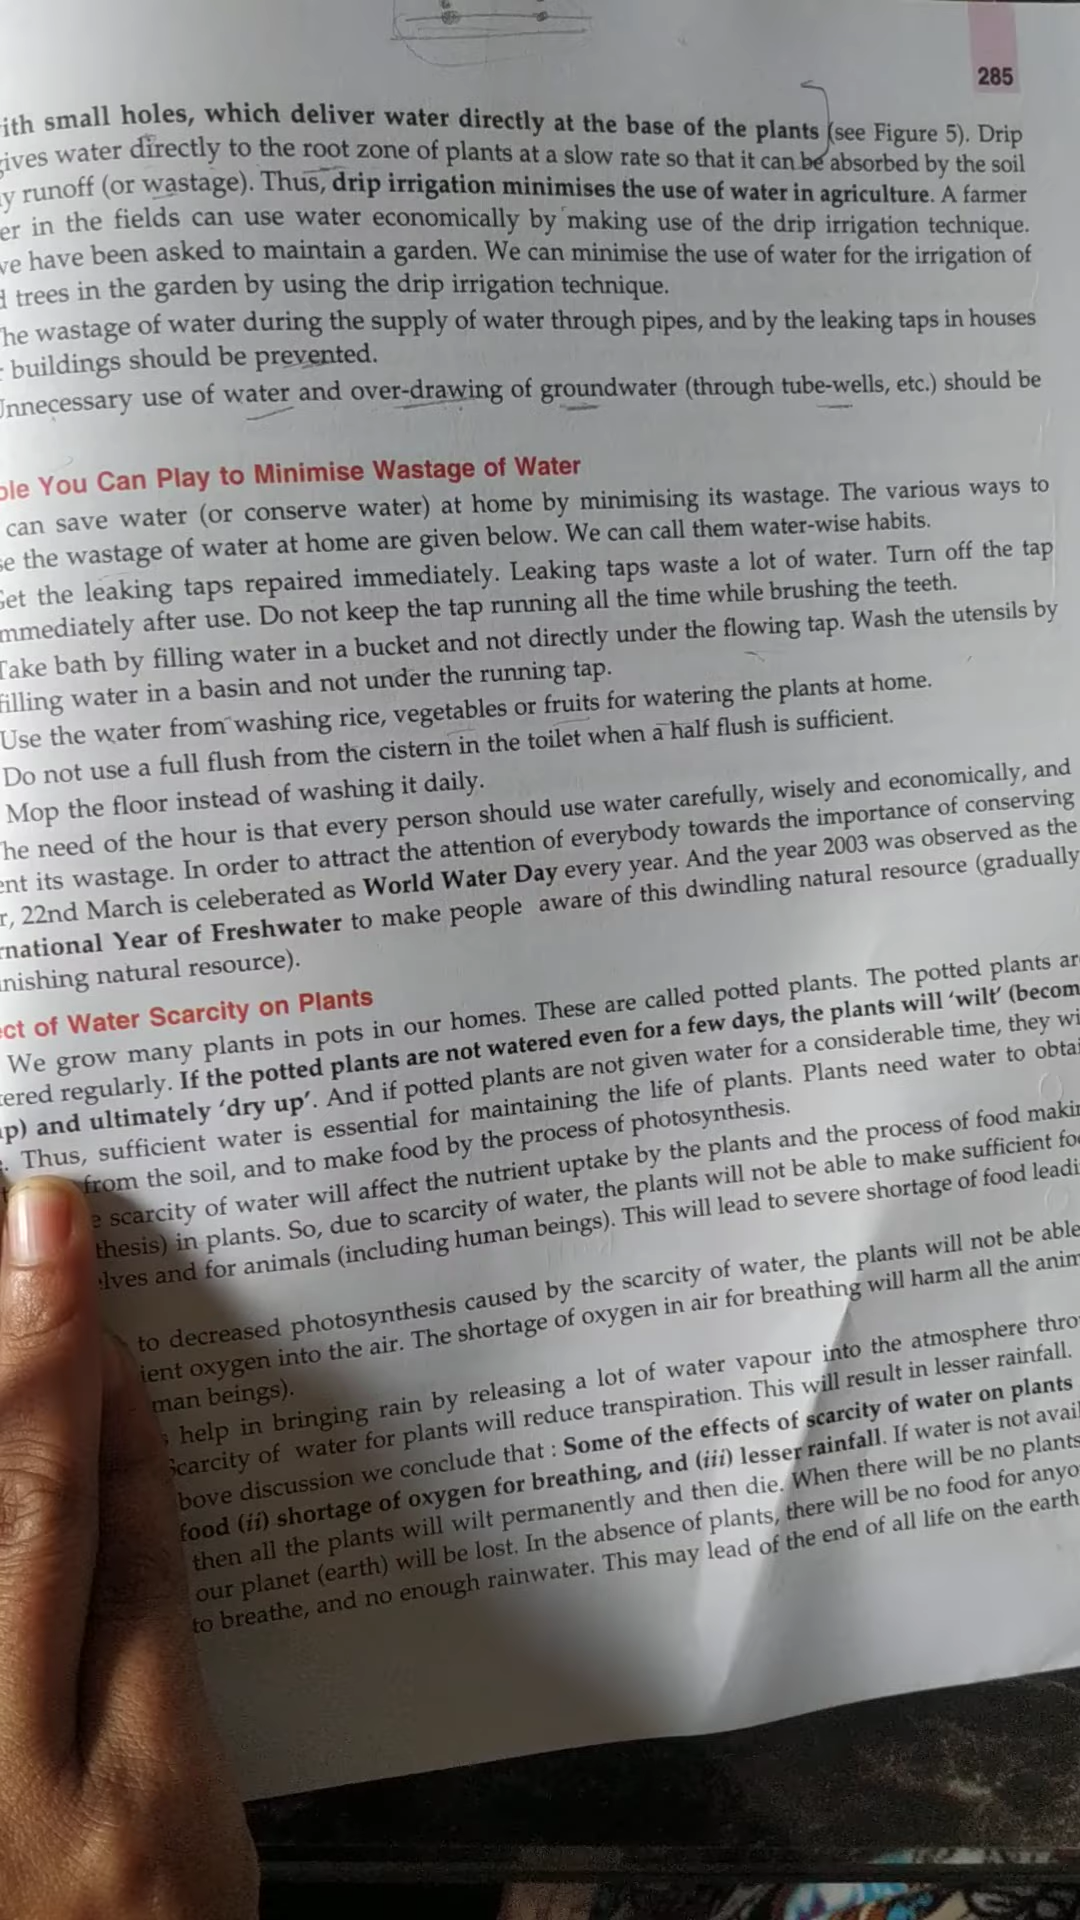 285
with small holes, which deliver water directly at the base of the plants (see Figure 5). Drip
gives water directly to the root zone of plants at a slow rate so that it can be absorbed by the soil
runoff (or wastage). Thus, drip irrigation minimises the use of water in agriculture. A farmer
in the fields can use water economically by making use of the drip irrigation technique.
have been asked to maintain a garden. We can minimise the use of water for the irrigation of
trees in the garden by using the drip irrigation technique.
The wastage of water during the supply of water through pipes, and by the leaking taps in houses
buildings should be prevented.
Unnecessary use of water and over-drawing of groundwater (through tube-wells, etc.) should be
You Can Play to Minimise Wastage of Water
can save water (or conserve water) at home by minimising its wastage. The various ways to
the wastage of water at home are given below. We can call them water-wise habits.
Get the leaking taps repaired immediately. Leaking taps waste a lot of water. Turn off the tap
immediately after use. Do not keep the tap running all the time while brushing the teeth.
Take bath by filling water in a bucket and not directly under the flowing tap. Wash the utensils by
filling water in a basin and not under the running tap.
Use the water from washing rice, vegetables or fruits for watering the plants at home.
Do not use a full flush from the cistern in the toilet when a half flush is sufficient.
Mop the floor instead of washing it daily.
The need of the hour is that every person should use water carefully, wisely and economically, and
its wastage. In order to attract the attention of everybody towards the importance of conserving
22nd March is celeberated as World Water Day every year. And the year 2003 was observed as the
rnational Year of Freshwater to make people aware of this dwindling natural resource (gradually
nishing natural resource).
ect of Water Scarcity on Plants
We grow many plants in pots in our homes. These are called potted plants. The potted plants ar
ered regularly. If the potted plants are not watered even for a few days, the plants will 'wilt' (becom
up) and ultimately 'dry up'. And if potted plants are not given water for a considerable time, they wi
Thus, sufficient water is essential for maintaining the life of plants. Plants need water to obtai
from the soil, and to make food by the process of photosynthesis.
scarcity of water will affect the nutrient uptake by the plants and the process of food makin
thesis) in plants. So, due to scarcity of water, the plants will not be able to make sufficient foo
lves and for animals (including human beings). This will lead to severe shortage of food leadi
to decreased photosynthesis caused by the scarcity of water, the plants will not be able
ient oxygen into the air. The shortage of oxygen in air for breathing will harm all the anim
man beings).
help in bringing rain by releasing a lot of water vapour into the atmosphere thro
Scarcity of water for plants will reduce transpiration. This will result in lesser rainfall.
bove discussion we conclude that : Some of the effects of scarcity of water on plants
food (ii) shortage of oxygen for breathing, and (iii) lesser rainfall. If water is not avail
then all the plants will wilt permanently and then die. When there will be no plants
our planet (earth) will be lost. In the absence of plants, there will be no food for anyo
to breathe, and no enough rainwater. This may lead of the end of all life on the earth